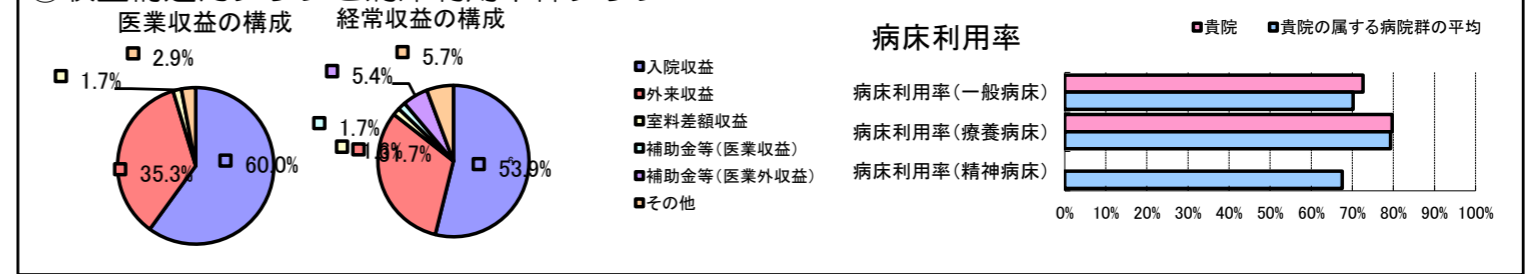 医業収益の構成
2.9%
1.7%
35.3%
60.0%
経常収益の構成
5.7%
5.4%
1.7%
31.7%
53.9%
入院収益
外来収益
室料差額収益
補助金等(医業収益)
補助金等(医業外収益)
その他
病床利用率
貴院 貴院の属する病院群の平均
病床利用率(一般病床)
病床利用率(療養病床)
病床利用率(精神病床)
0% 10% 20% 30% 40% 50% 60% 70% 80% 90% 100%